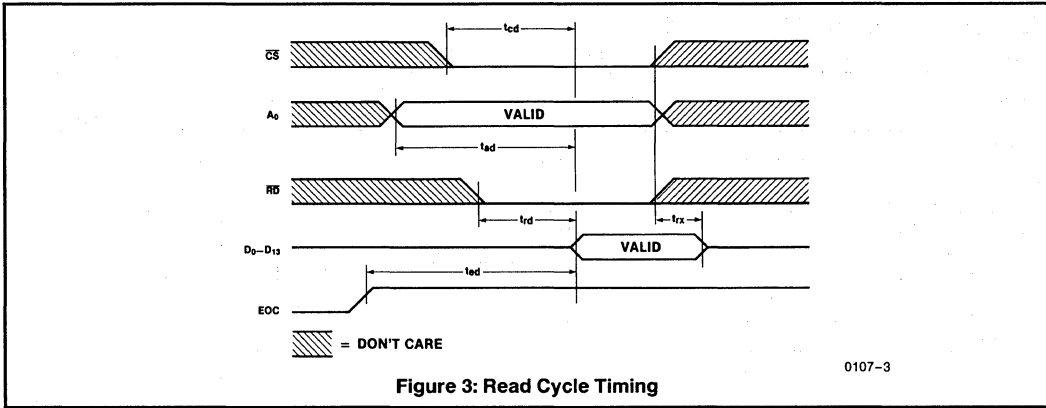 tcd
CS
A0
VALID
tad
RD
trd
trx
D0–D13
VALID
ted
EOC
= DON'T CARE
0107-3
Figure 3: Read Cycle Timing